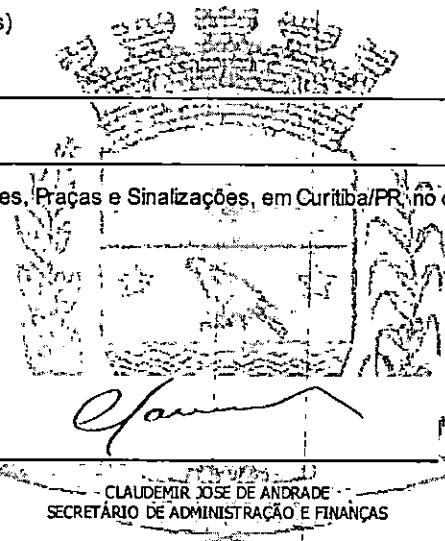 s)
es, Praças e Sinalizações, em Curitiba/PR, no
CLAUDEMIR JOSE DE ANDRADE
SECRETÁRIO DE ADMINISTRAÇÃO E FINANÇAS